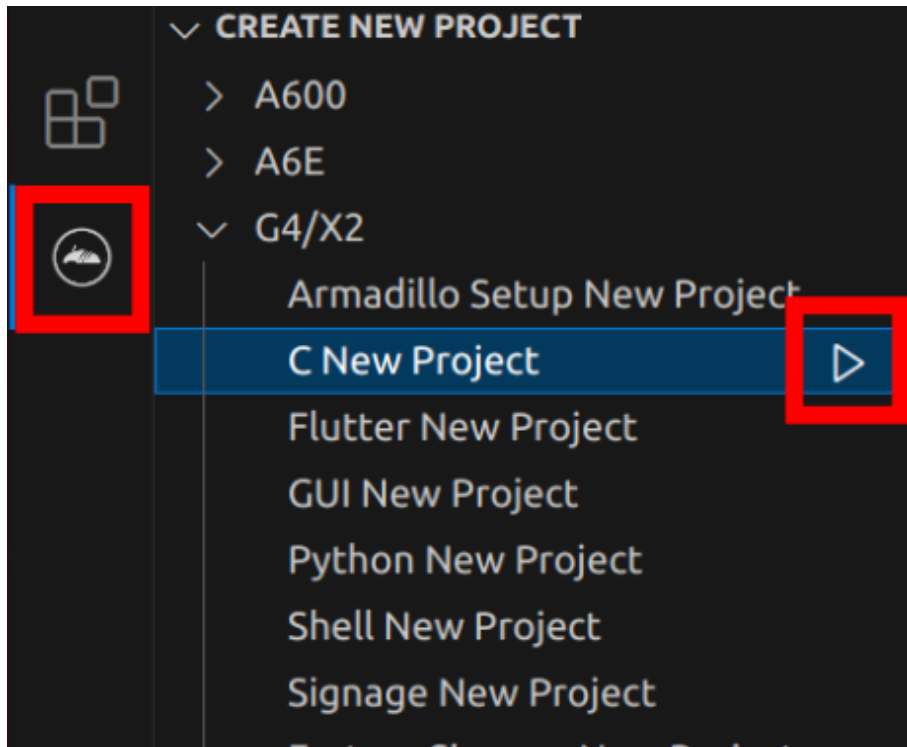 CREATE NEW PROJECT
A600
A6E
G4/X2
Armadillo Setup New Project
C New Project
Flutter New Project
GUI New Project
Python New Project
Shell New Project
Signage New Project